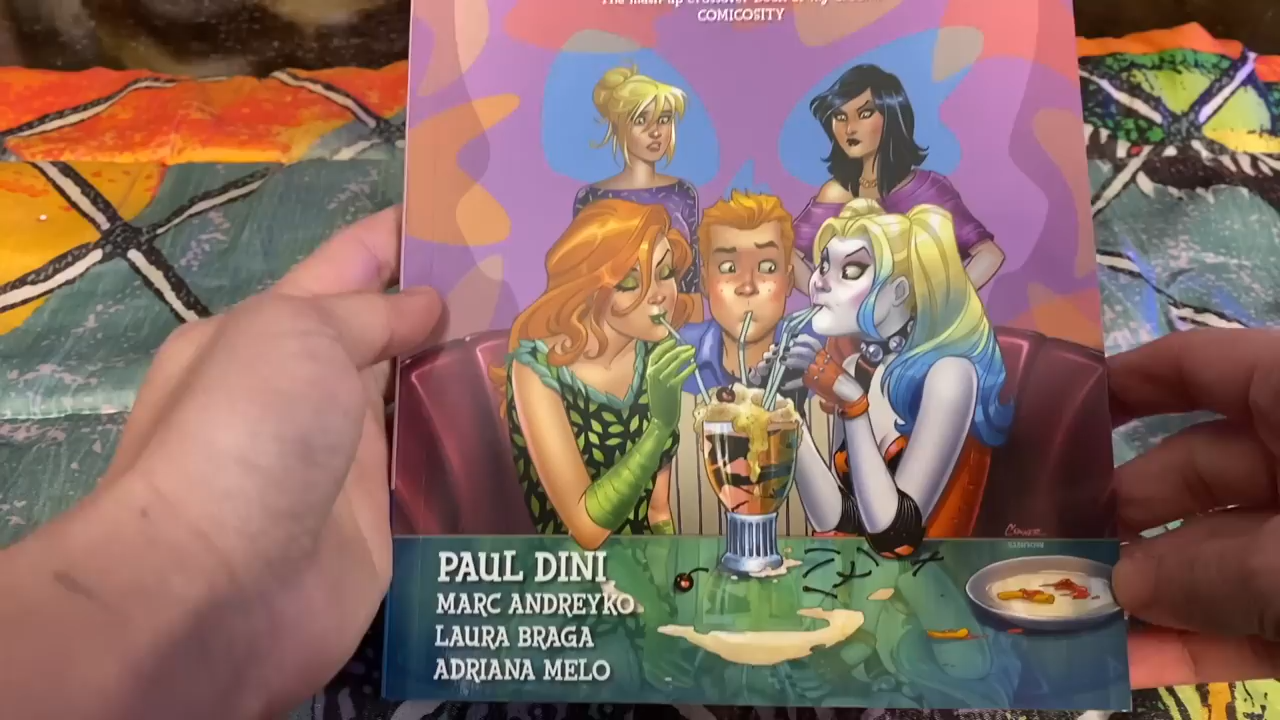 COMICOSITY
PAUL DINI
MARC ANDREYKO
LAURA BRAGA
ADRIANA MELO